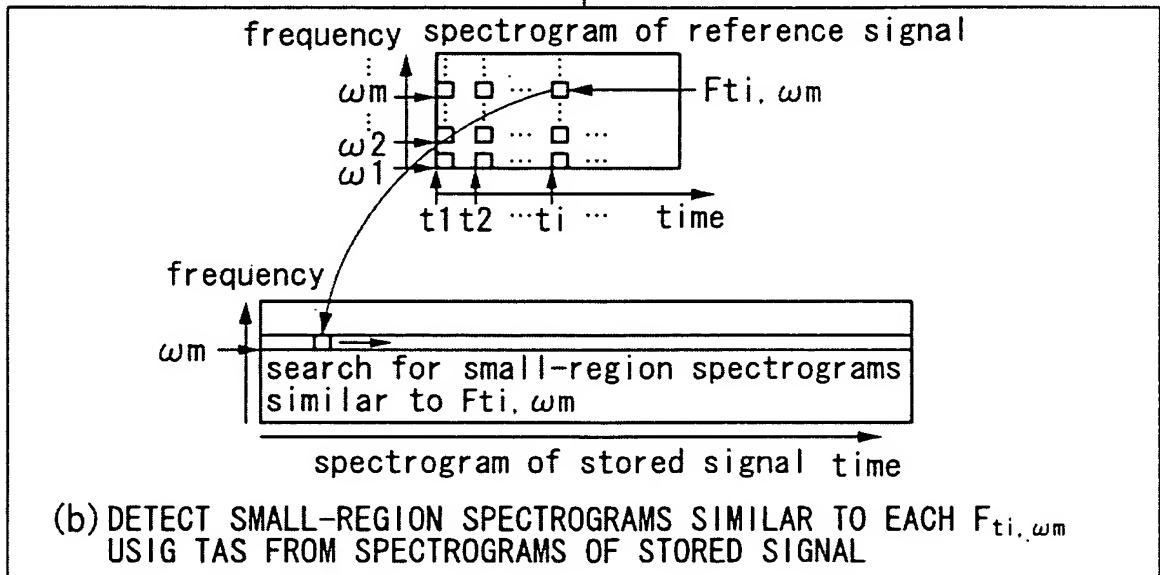 frequency spectrogram of reference signal
⋮
ωm
Fti, ωm
⋮
ω2
ω1
t1 t2 ⋯ ti ⋯ time
frequency
ωm
search for small-region spectrograms
similar to Fti, ωm
spectrogram of stored signal time
(b) DETECT SMALL-REGION SPECTROGRAMS SIMILAR TO EACH Fti, ωm
USIG TAS FROM SPECTROGRAMS OF STORED SIGNAL